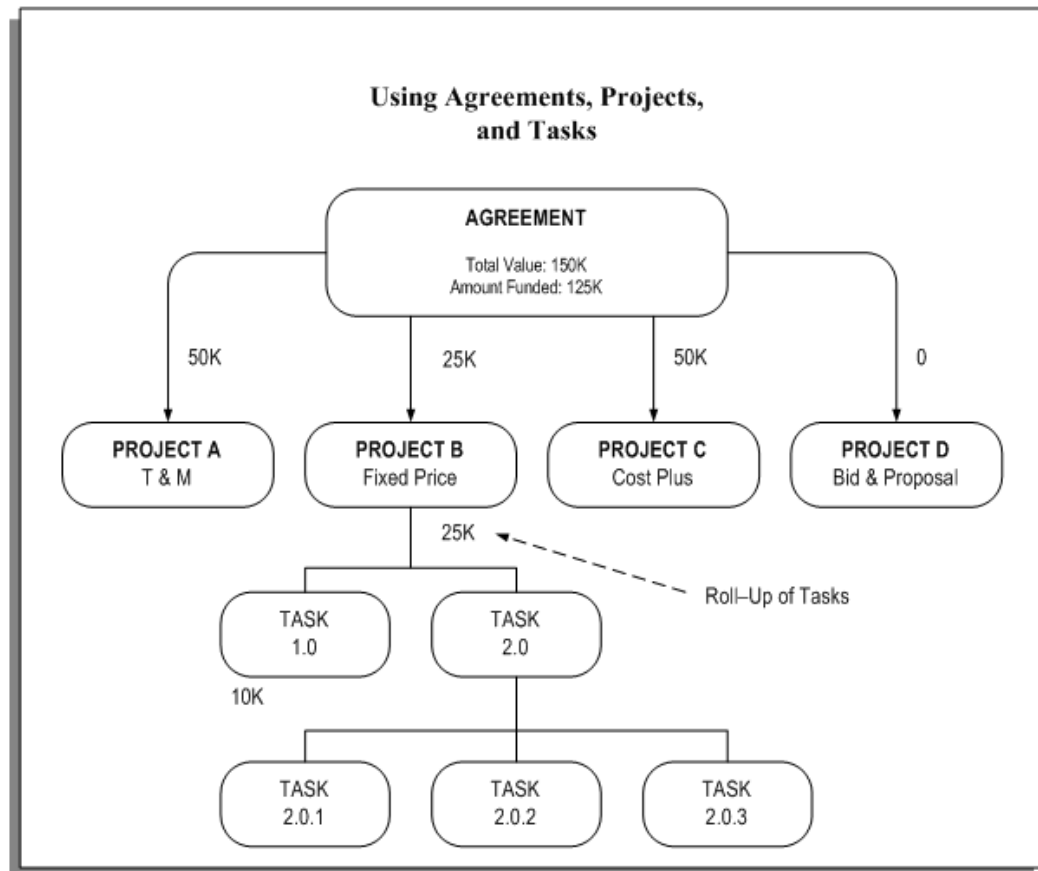 Using Agreements, Projects,
and Tasks
AGREEMENT
Total Value: 150K
Amount Funded: 125K
50K
25K
50K
0
PROJECT A
T & M
PROJECT B
Fixed Price
PROJECT C
Cost Plus
PROJECT D
Bid & Proposal
25K
Roll–Up of Tasks
TASK
1.0
TASK
2.0
10K
TASK
2.0.1
TASK
2.0.2
TASK
2.0.3